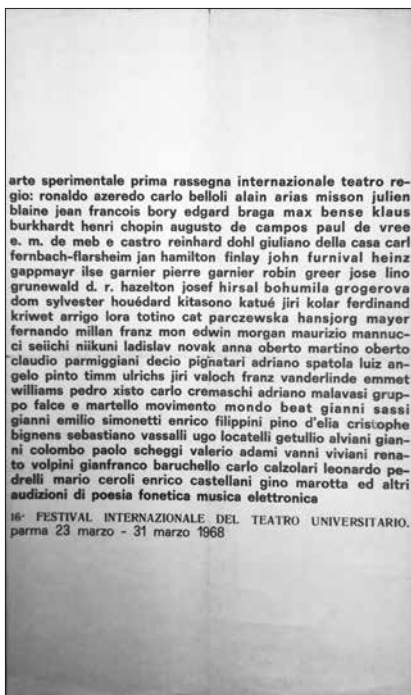 arte sperimentale prima rassegna internazionale teatro re-
gio: ronaldo azeredo carlo belloli alain arias misson julien
blaine jean francois bory edgard braga max bense klaus
burkhardt henri chopin augusto de campos paul de vree
e. m. de meb e castro reinhard dohl giuliano della casa carl
fernbach-flarsheim jan hamilton finlay john furnival heinz
gappmayr ilse garnier pierre garnier robin greer jose lino
grunewald d. r. hazelton josef hirsal bohumila grogerova
dom sylvester houédard kitasono katué jiri kolar ferdinand
kriwet arrigo lora totino cat parczewska hansjorg mayer
fernando millan franz mon edwin morgan maurizio mannuc-
ci seiichi niikuni ladislav novak anna oberto martino oberto
claudio parmiggiani decio pignatari adriano spatola luiz an-
gelo pinto timm ulrichs jiri valoch franz vanderlinde emmet
williams pedro xisto carlo cremaschi adriano malavasi grup-
po falce e martello movimento mondo beat gianni sassi
gianni emilio simonetti enrico filippini pino d'elia cristophe
bignens sebastiano vassalli ugo locatelli getullio alviani gian-
ni colombo paolo scheggi valerio adami vanni viviani rena-
to volpini gianfranco baruchello carlo calzolari leonardo pe-
drelli mario ceroli enrico castellani gino marotta ed altri
audizioni di poesia fonetica musica elettronica
16· FESTIVAL INTERNAZIONALE DEL TEATRO UNIVERSITARIO.
parma 23 marzo - 31 marzo 1968